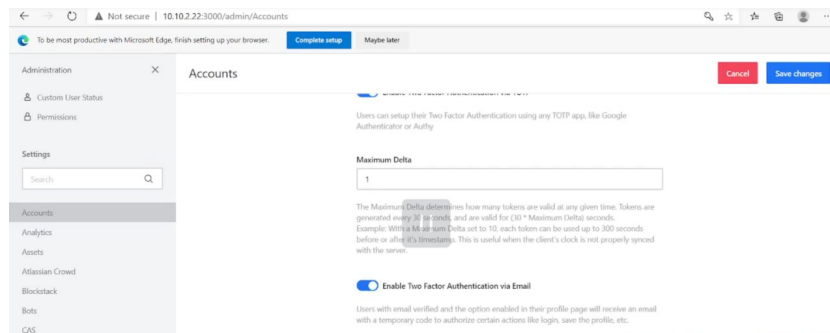 Not secure | 10.10.2.22:3000/admin/Accounts
To be most productive with Microsoft Edge, finish setting up your browser. Complete setup Maybe later
Administration
Accounts
Cancel Save changes
Custom User Status
Permissions
Enable Two Factor Authentication via TOTP
Users can setup their Two Factor Authentication using any TOTP app, like Google
Authenticator or Authy
Settings
Search
Maximum Delta
1
The Maximum Delta determines how many tokens are valid at any given time. Tokens are
generated every 30 seconds, and are valid for (30 * Maximum Delta) seconds.
Example: With a Maximum Delta set to 10, each token can be used up to 300 seconds
before or after it's timestamp. This is useful when the client's clock is not properly synced
with the server.
Accounts
Analytics
Assets
Atlassian Crowd
Blockstack
Bots
CAS
Enable Two Factor Authentication via Email
Users with email verified and the option enabled in their profile page will receive an email
with a temporary code to authorize certain actions like login, save the profile, etc.